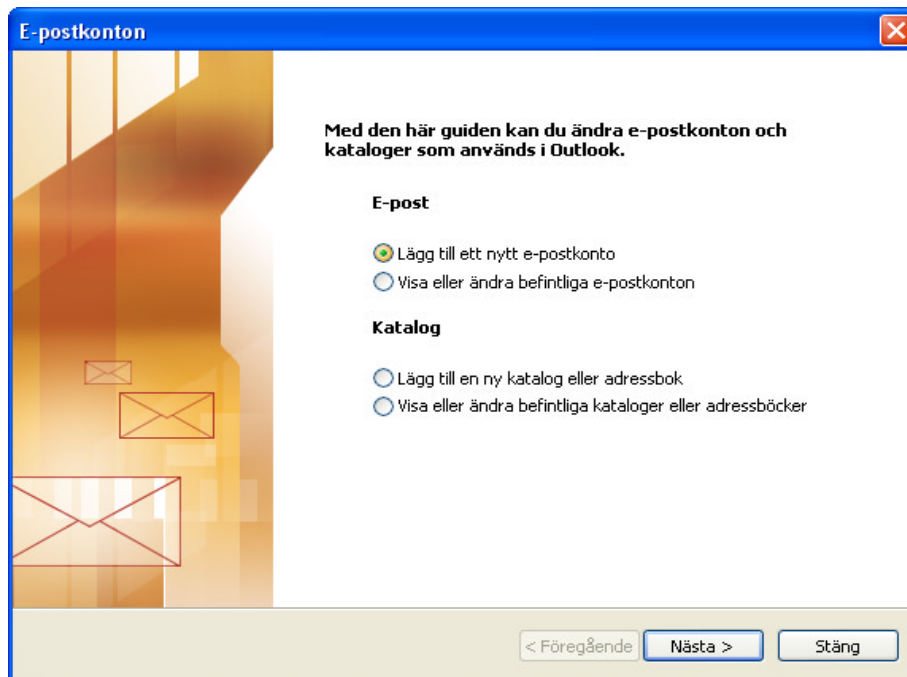 E-postkonton
Med den här guiden kan du ändra e-postkonton och
kataloger som används i Outlook.
E-post
Lägg till ett nytt e-postkonto
Visa eller ändra befintliga e-postkonton
Katalog
Lägg till en ny katalog eller adressbok
Visa eller ändra befintliga kataloger eller adressböcker
< Föregående
Nästa >
Stäng